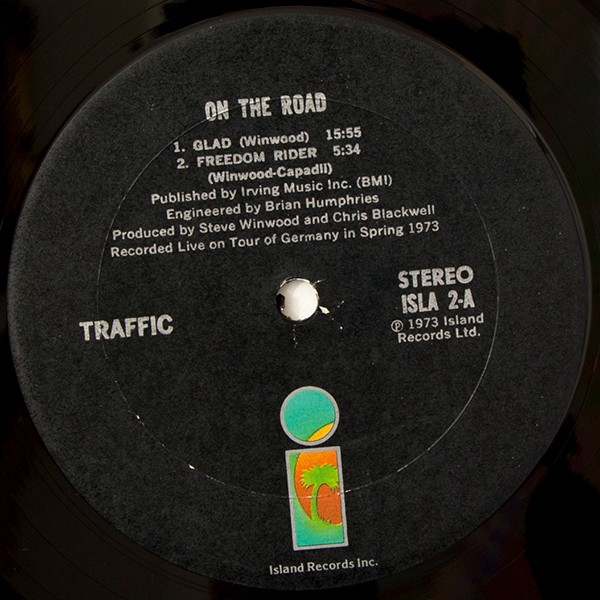 ON THE ROAD
1. GLAD (Winwood) 15:55
2. FREEDOM RIDER 5:34
(Winwood-Capadli)
Published by Irving Music Inc. (BMI)
Engineered by Brian Humphries
Produced by Steve Winwood and Chris Blackwell
Recorded Live on Tour of Germany in Spring 1973
TRAFFIC
STEREO
ISLA 2-A
℗ 1973 Island
Records Ltd.
Island Records Inc.